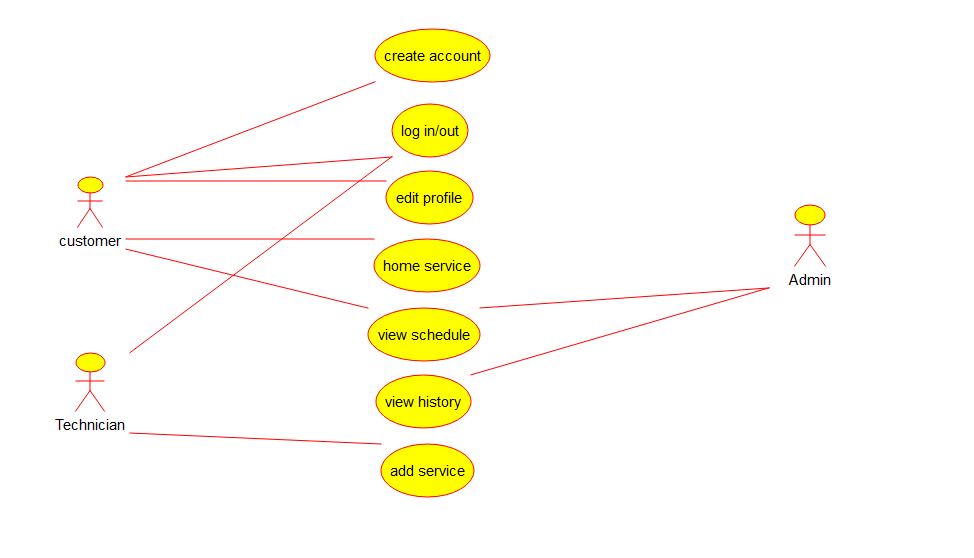 create account
log in/out
edit profile
customer
home service
Admin
view schedule
view history
Technician
add service